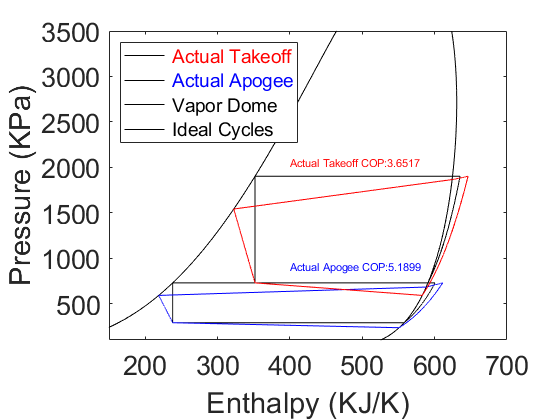 3500
3000
2500
2000
1500
1000
500
Pressure (KPa)
Actual Takeoff
Actual Apogee
Vapor Dome
Ideal Cycles
Actual Takeoff COP:3.6517
Actual Apogee COP:5.1899
200 300 400 500 600 700
Enthalpy (KJ/K)